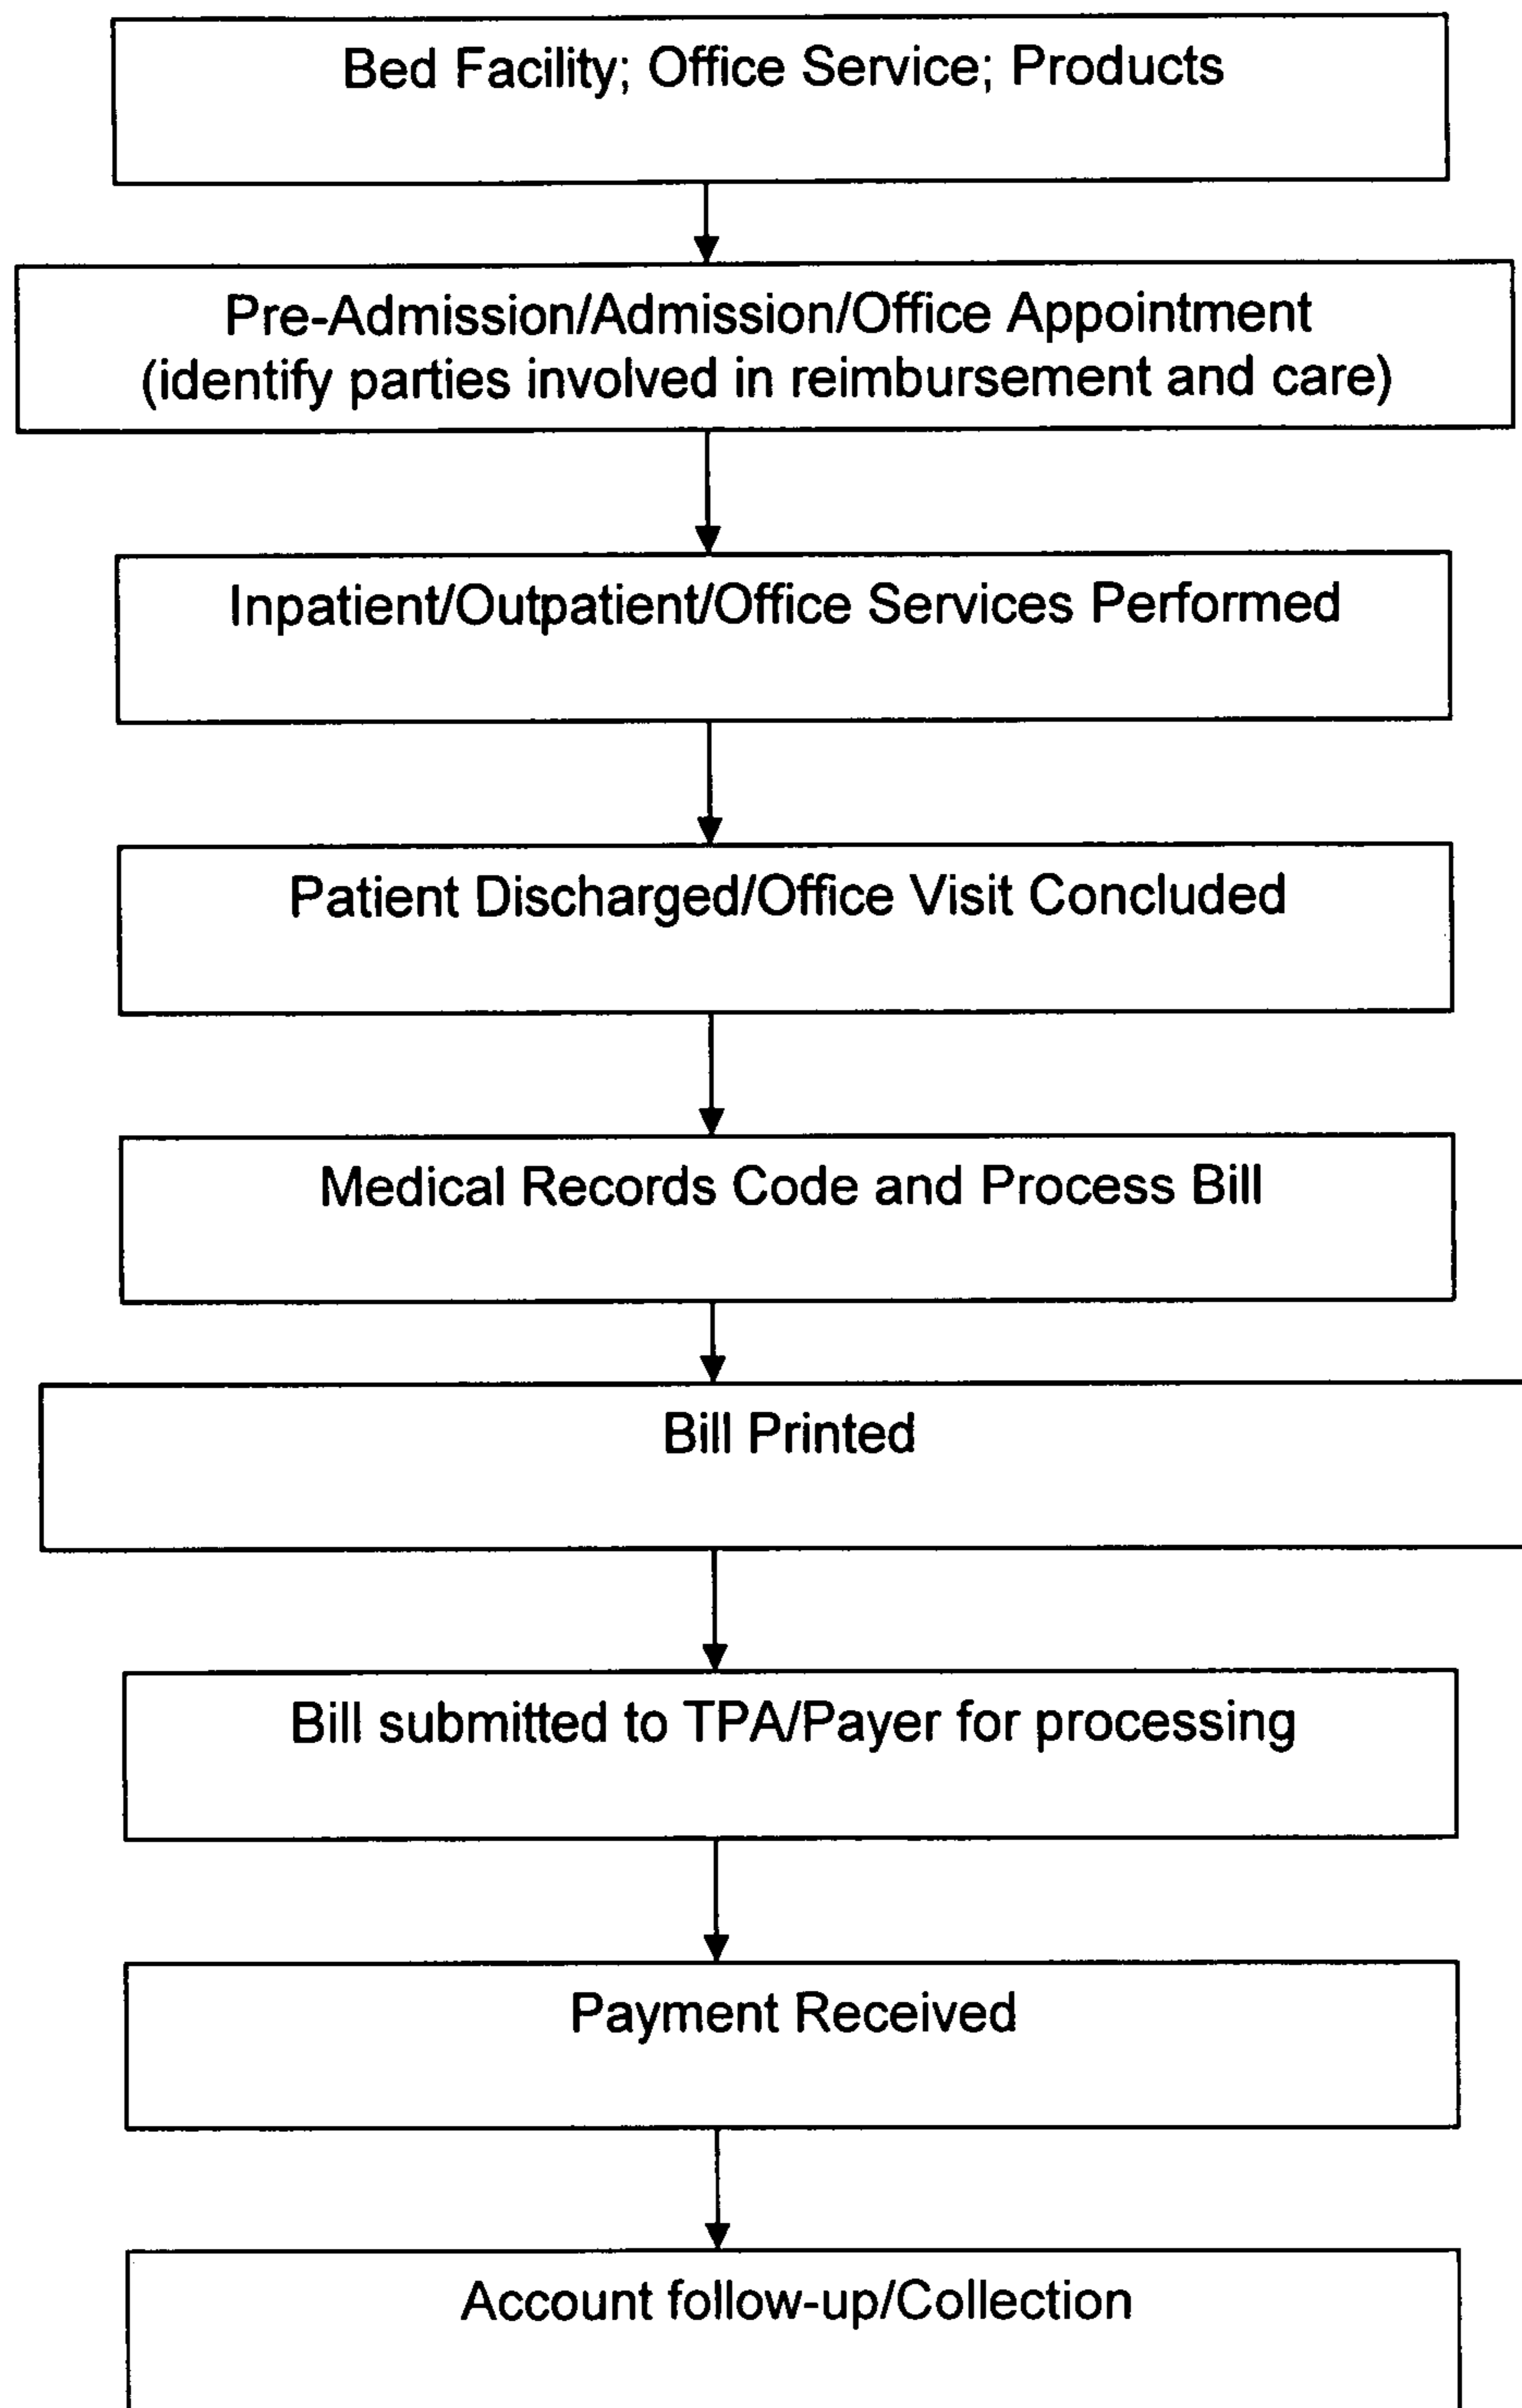 Bed Facility; Office Service; Products
Pre-Admission/Admission/Office Appointment
(identify parties involved in reimbursement and care)
Inpatient/Outpatient/Office Services Performed
Patient Discharged/Office Visit Concluded
Medical Records Code and Process Bill
Bill Printed
Bill submitted to TPA/Payer for processing
Payment Received
Account follow-up/Collection